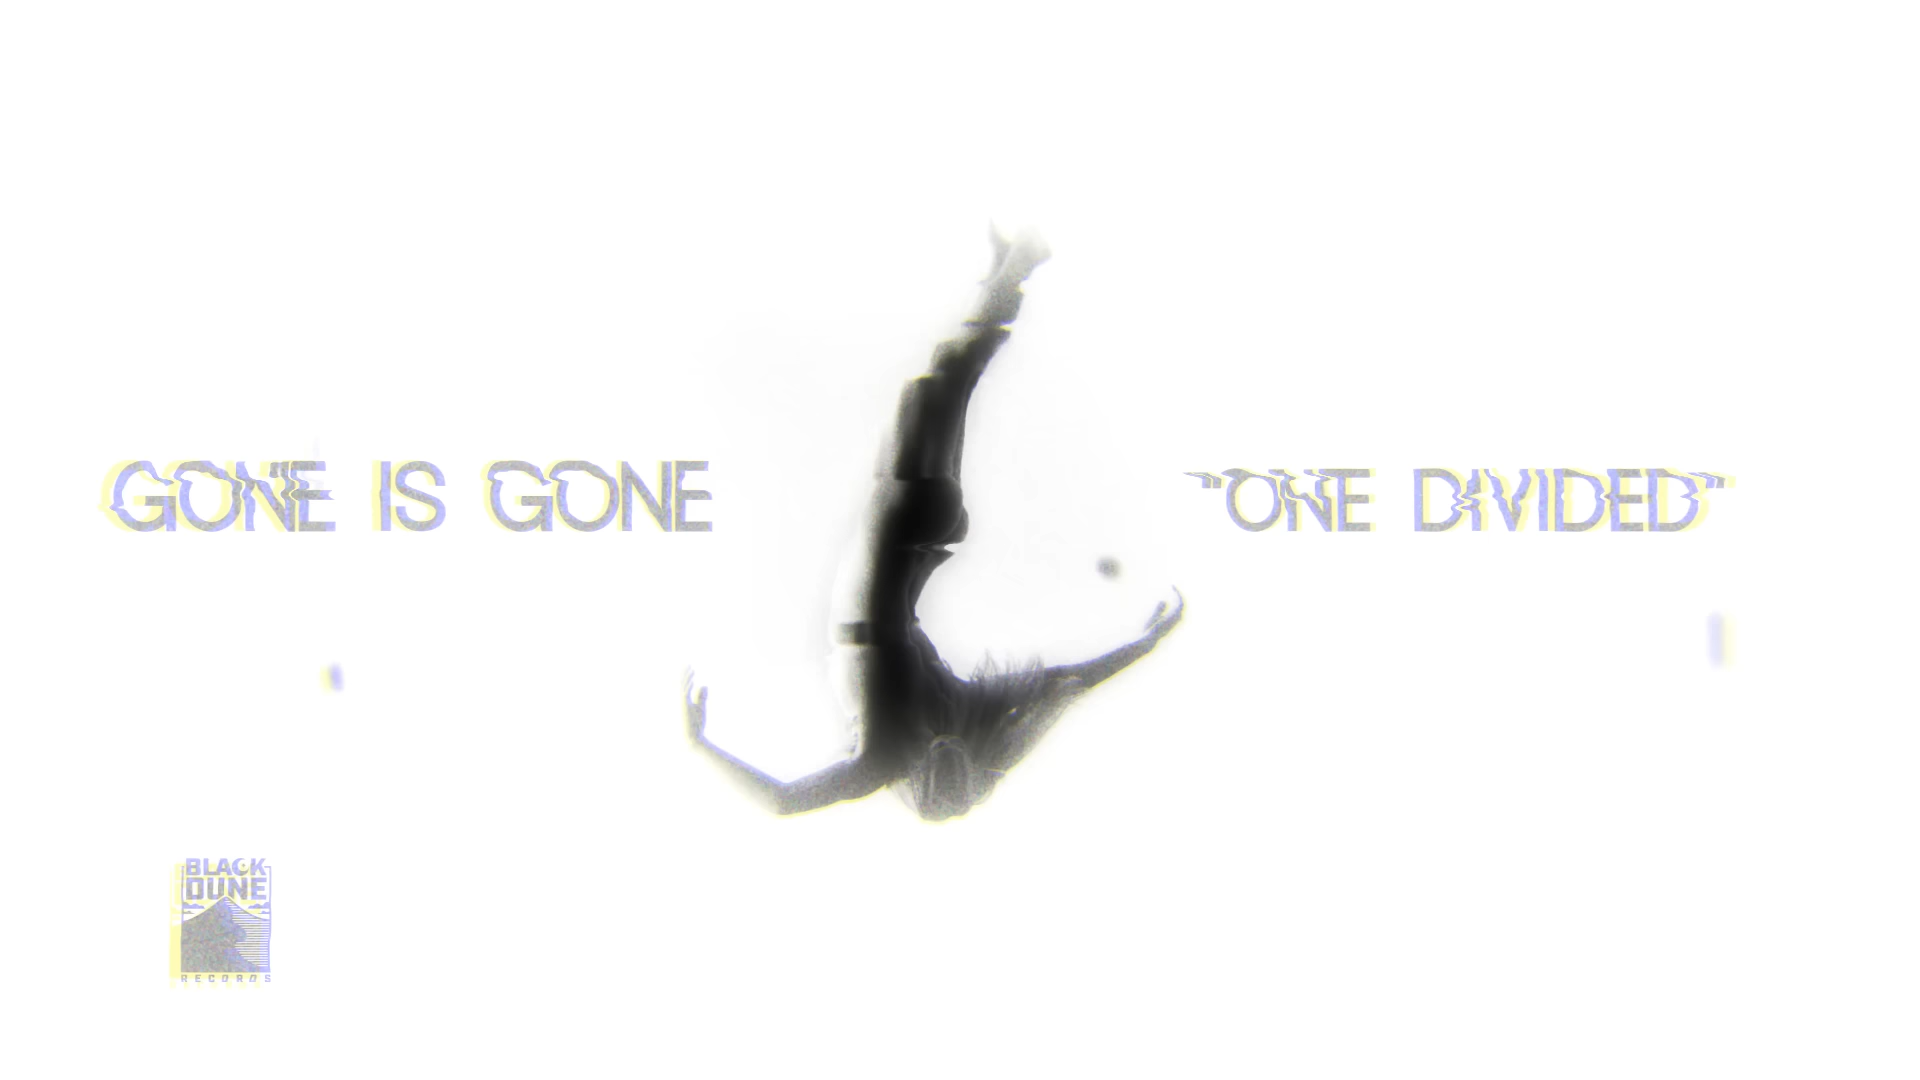 GONE IS GONE
"ONE DIVIDED"
BLACK
DUNE
RECORDS